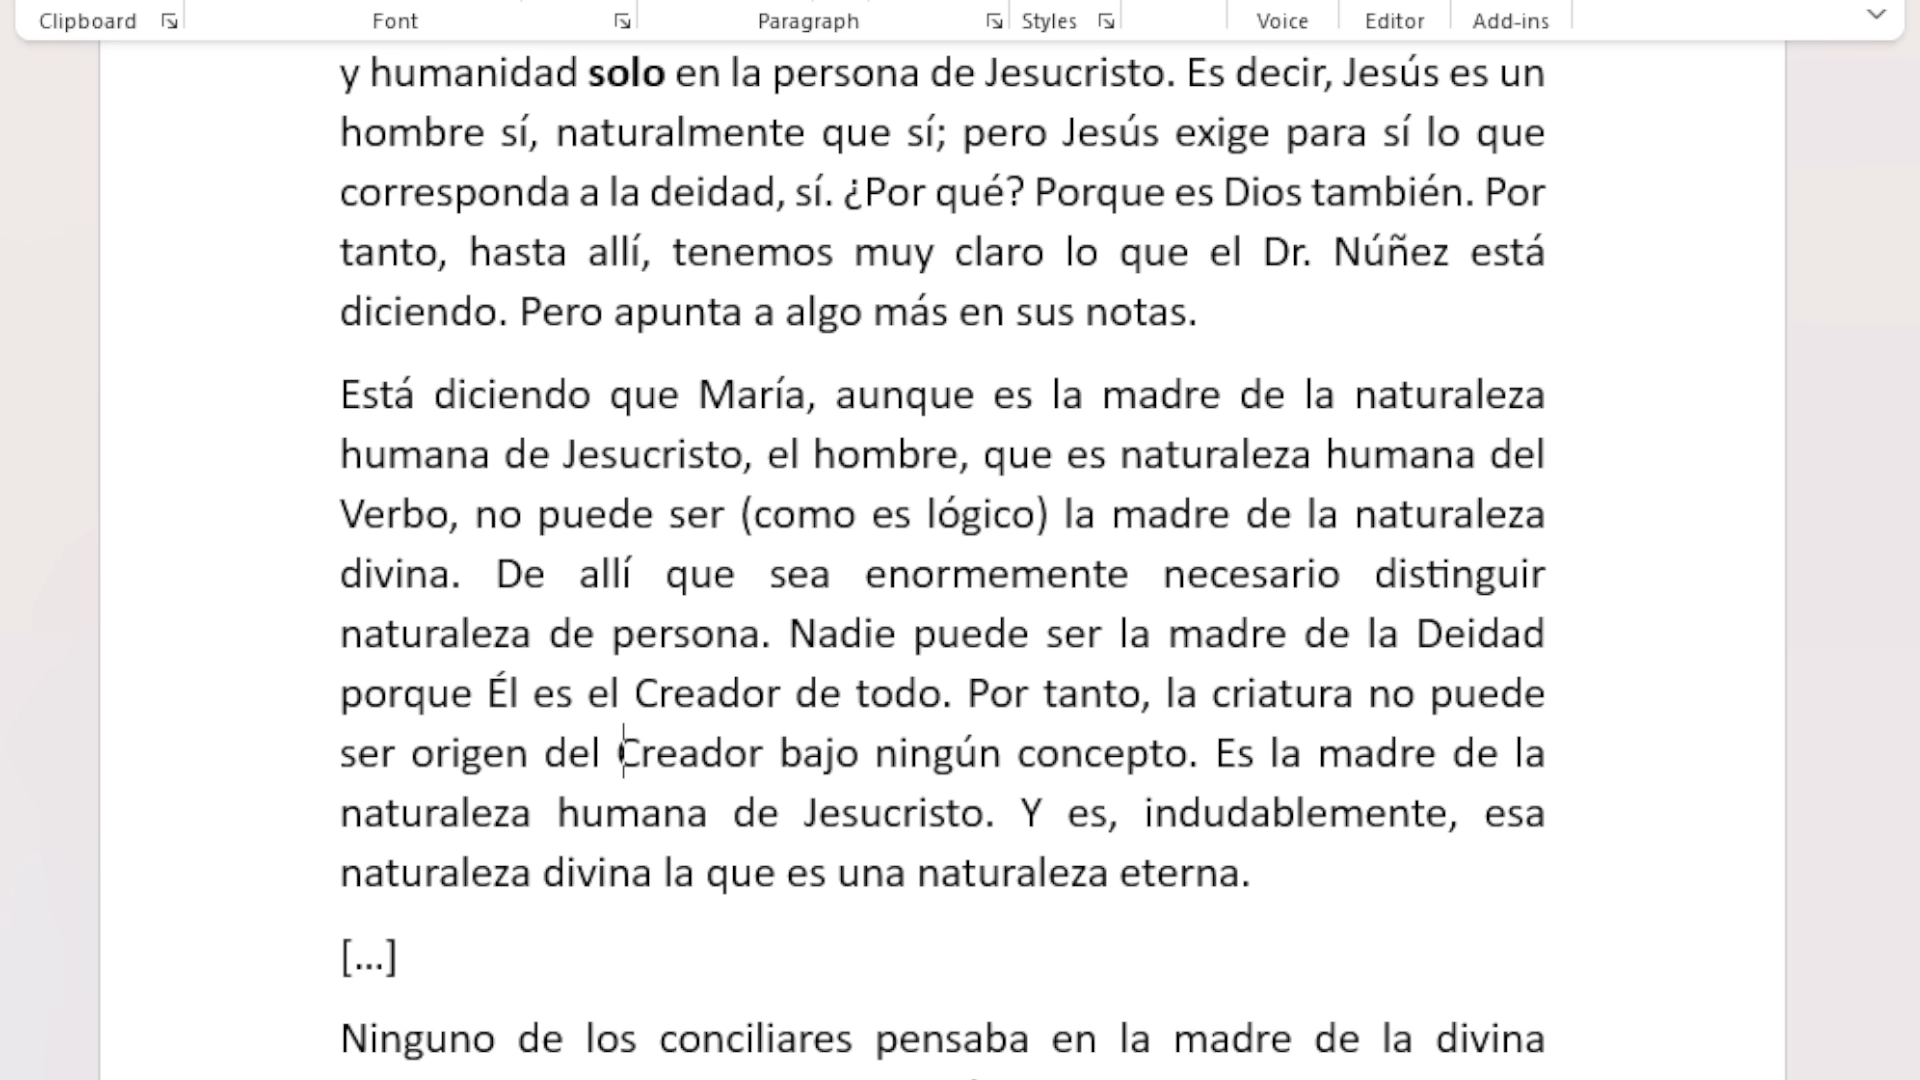 Clipboard Font Paragraph Styles Voice Editor Add-ins
y humanidad solo en la persona de Jesucristo. Es decir, Jesús es un
hombre sí, naturalmente que sí; pero Jesús exige para sí lo que
corresponda a la deidad, sí. ¿Por qué? Porque es Dios también. Por
tanto, hasta allí, tenemos muy claro lo que el Dr. Núñez está
diciendo. Pero apunta a algo más en sus notas.
Está diciendo que María, aunque es la madre de la naturaleza
humana de Jesucristo, el hombre, que es naturaleza humana del
Verbo, no puede ser (como es lógico) la madre de la naturaleza
divina. De allí que sea enormemente necesario distinguir
naturaleza de persona. Nadie puede ser la madre de la Deidad
porque Él es el Creador de todo. Por tanto, la criatura no puede
ser origen del Creador bajo ningún concepto. Es la madre de la
naturaleza humana de Jesucristo. Y es, indudablemente, esa
naturaleza divina la que es una naturaleza eterna.
[...]
Ninguno de los conciliares pensaba en la madre de la divina